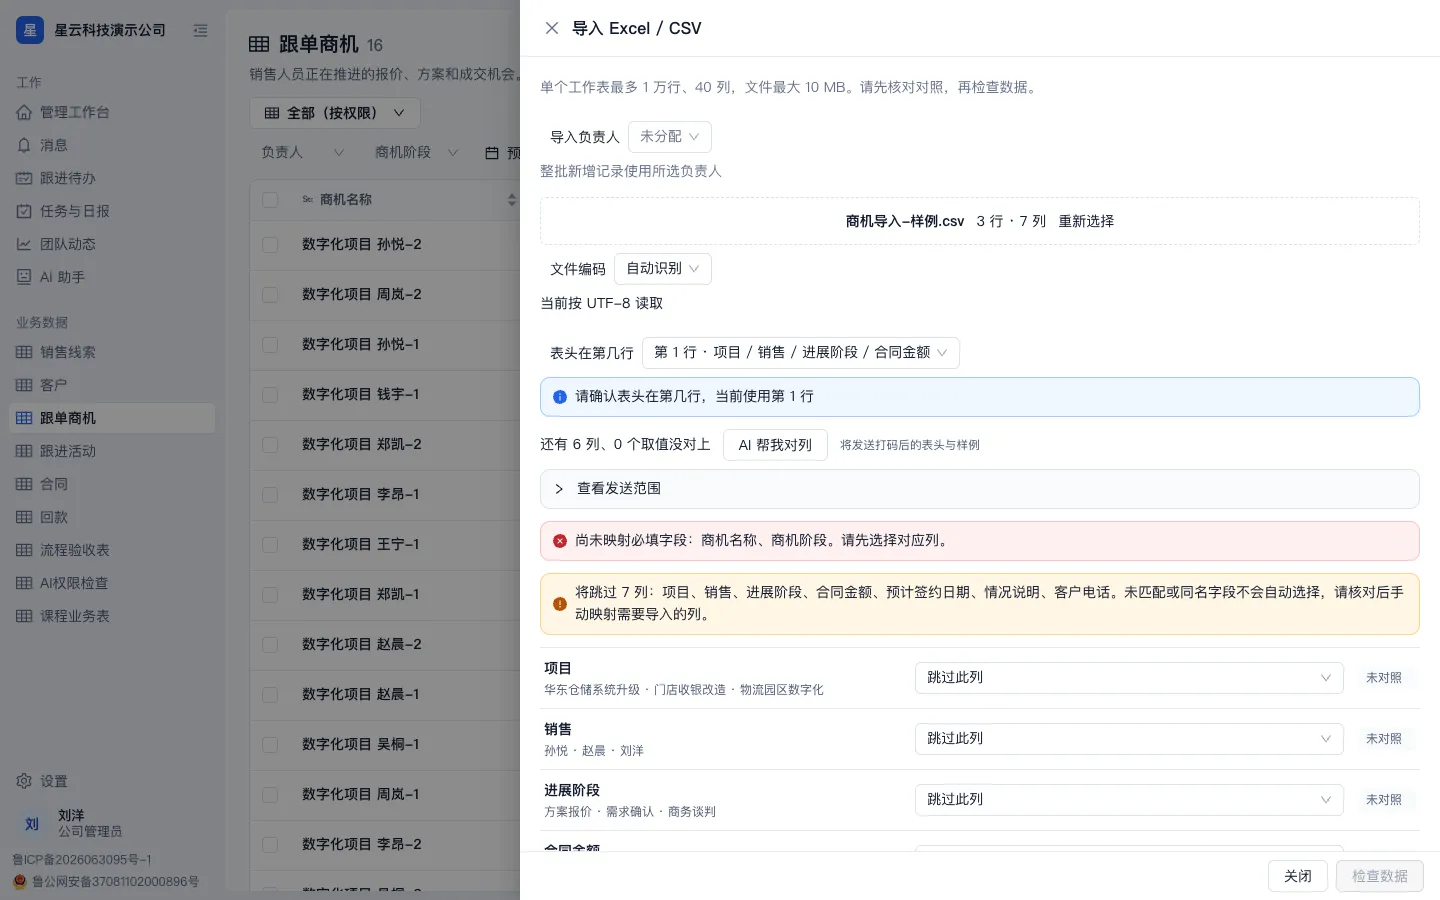 星 星云科技演示公司
工作
管理工作台
消息
跟进待办
任务与日报
团队动态
AI 助手
业务数据
销售线索
客户
跟单商机
跟进活动
合同
回款
流程验收表
AI权限检查
课程业务表
设置
刘 刘洋
公司管理员
鲁ICP备2026063095号-1
鲁公网安备37081102000896号
跟单商机 16
销售人员正在推进的报价、方案和成交机会。
全部（按权限）
负责人 商机阶段 预
商机名称
数字化项目 孙悦-2
数字化项目 周岚-2
数字化项目 孙悦-1
数字化项目 钱宇-1
数字化项目 郑凯-2
数字化项目 李昂-1
数字化项目 王宁-1
数字化项目 郑凯-1
数字化项目 赵晨-2
数字化项目 赵晨-1
数字化项目 吴桐-1
数字化项目 周岚-1
数字化项目 李昂-2
导入 Excel / CSV
单个工作表最多 1 万行、40 列，文件最大 10 MB。请先核对对照，再检查数据。
导入负责人 未分配
整批新增记录使用所选负责人
商机导入-样例.csv 3 行 · 7 列 重新选择
文件编码 自动识别
当前按 UTF-8 读取
表头在第几行 第 1 行 · 项目 / 销售 / 进展阶段 / 合同金额
请确认表头在第几行，当前使用第 1 行
还有 6 列、0 个取值没对上 AI 帮我对列 将发送打码后的表头与样例
查看发送范围
尚未映射必填字段：商机名称、商机阶段。请先选择对应列。
将跳过 7 列：项目、销售、进展阶段、合同金额、预计签约日期、情况说明、客户电话。未匹配或同名字段不会自动选择，请核对后手
动映射需要导入的列。
项目
华东仓储系统升级 · 门店收银改造 · 物流园区数字化
跳过此列 未对照
销售
孙悦 · 赵晨 · 刘洋
跳过此列 未对照
进展阶段
方案报价 · 需求确认 · 商务谈判
跳过此列 未对照
合同金额
关闭 检查数据